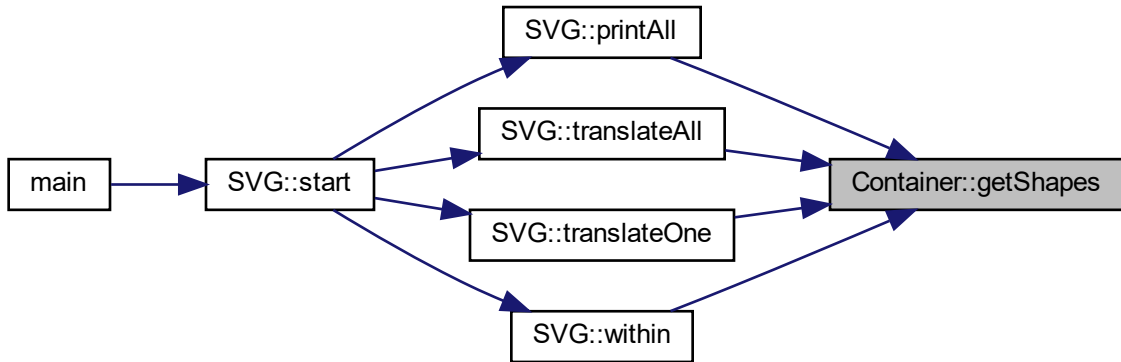 main
SVG::start
SVG::printAll
SVG::translateAll
SVG::translateOne
SVG::within
Container::getShapes